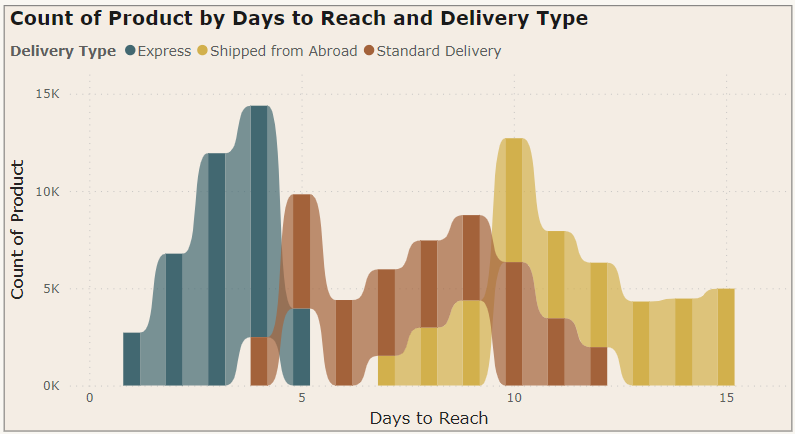 Count of Product by Days to Reach and Delivery Type
Delivery Type Express Shipped from Abroad Standard Delivery
15K
10K
5K
0K
Count of Product
0 5 10 15
Days to Reach